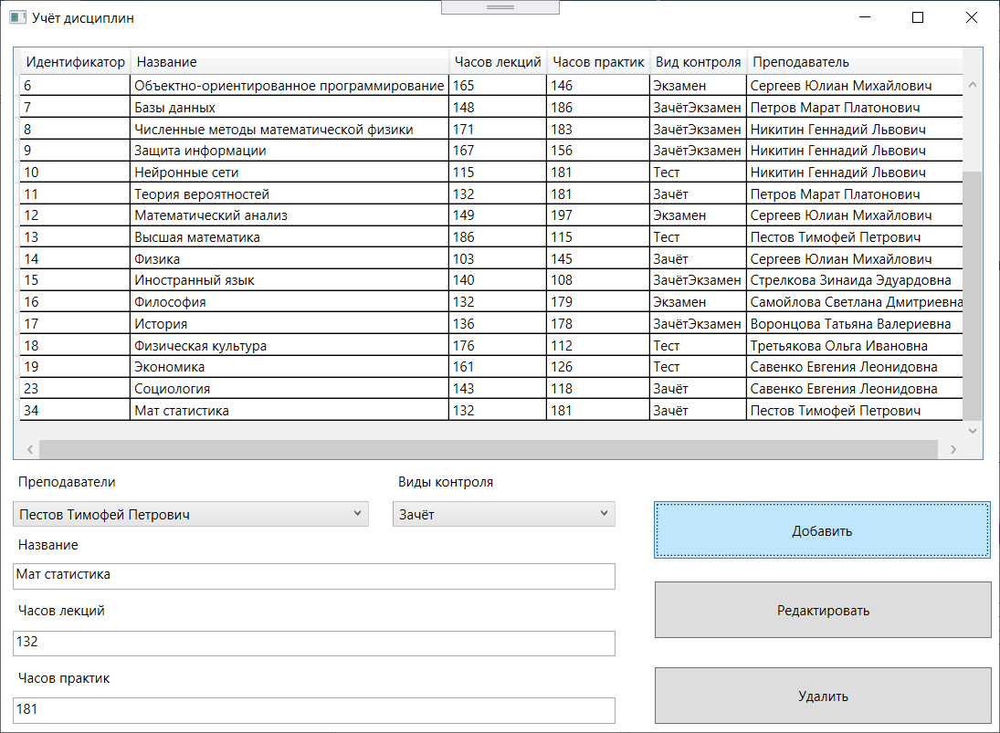 Учёт дисциплин
Идентификатор Название Часов лекций Часов практик Вид контроля Преподаватель
6 Объектно-ориентированное программирование 165 146 Экзамен Сергеев Юлиан Михайлович
7 Базы данных 148 186 ЗачётЭкзамен Петров Марат Платонович
8 Численные методы математической физики 171 183 ЗачётЭкзамен Никитин Геннадий Львович
9 Защита информации 167 156 ЗачётЭкзамен Никитин Геннадий Львович
10 Нейронные сети 115 181 Тест Никитин Геннадий Львович
11 Теория вероятностей 132 181 Зачёт Петров Марат Платонович
12 Математический анализ 149 197 Экзамен Сергеев Юлиан Михайлович
13 Высшая математика 186 115 Тест Пестов Тимофей Петрович
14 Физика 103 145 Зачёт Сергеев Юлиан Михайлович
15 Иностранный язык 140 108 ЗачётЭкзамен Стрелкова Зинаида Эдуардовна
16 Философия 132 179 Экзамен Самойлова Светлана Дмитриевна
17 История 136 178 ЗачётЭкзамен Воронцова Татьяна Валериевна
18 Физическая культура 176 112 Тест Третьякова Ольга Ивановна
19 Экономика 161 126 Тест Савенко Евгения Леонидовна
23 Социология 143 118 Зачёт Савенко Евгения Леонидовна
34 Мат статистика 132 181 Зачёт Пестов Тимофей Петрович
Преподаватели Виды контроля
Пестов Тимофей Петрович Зачёт
Добавить
Название
Мат статистика
Часов лекций
Редактировать
132
Часов практик
Удалить
181